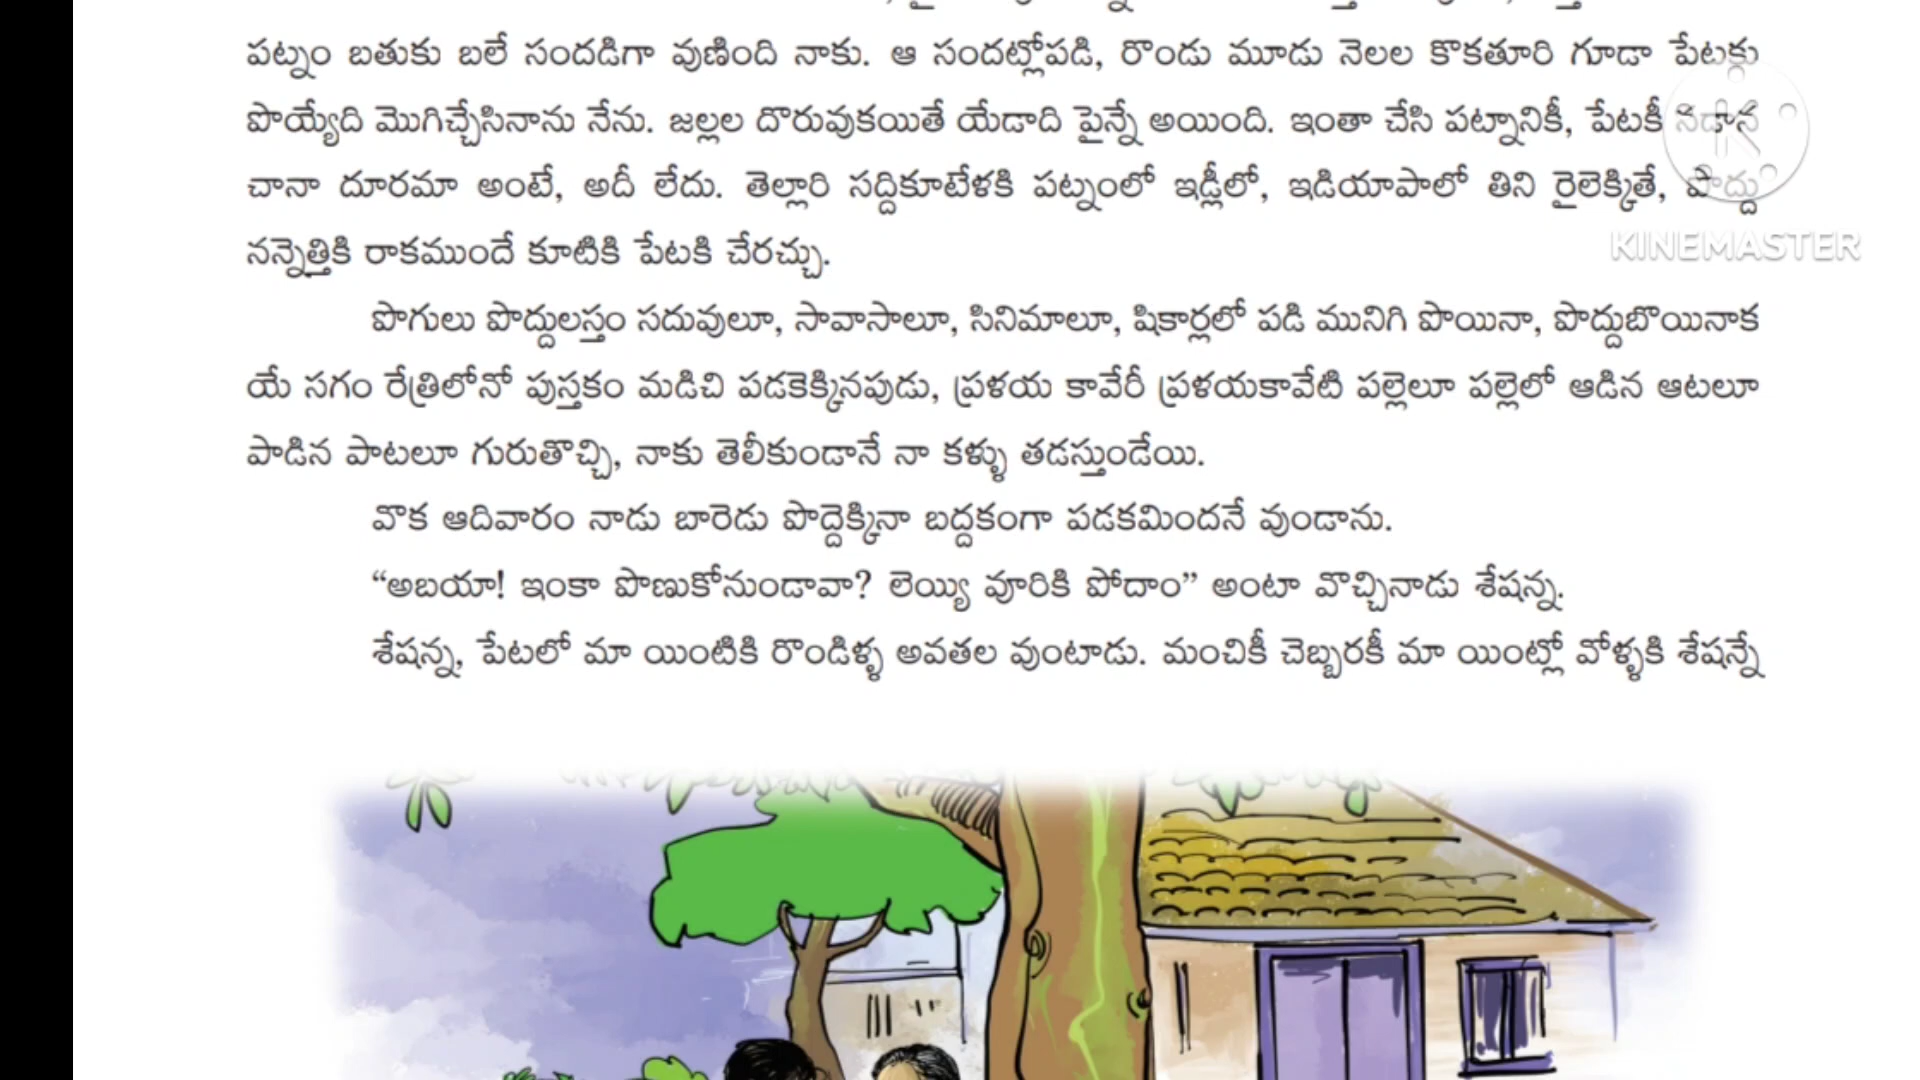 పట్నం బతుకు బలే సందడిగా వుణింది నాకు. ఆ సందట్లోపడి, రొండు మూడు నెలల కొకతూరి గూడా పేటకు
పొయ్యేది మొగిచ్చేసినాను నేను. జల్లల దొరువుకయితే యేడాది పైన్నే అయింది. ఇంతా చేసి పట్నానికీ, పేటకీ నడాన
చానా దూరమా అంటే, అదీ లేదు. తెల్లారి సద్దికూటేళకి పట్నంలో ఇడ్లీలో, ఇడియాపాలో తిని రైలెక్కితే, పొద్దు
నన్నెత్తికి రాకముందే కూటికి పేటకి చేరచ్చు.
KINEMASTER
పొగులు పొద్దులస్తం సదువులూ, సావాసాలూ, సినిమాలూ, షికార్లలో పడి మునిగి పొయినా, పొద్దుబొయినాక
యే సగం రేత్రిలోనో పుస్తకం మడిచి పడకెక్కినపుడు, ప్రళయ కావేరీ ప్రళయకావేటి పల్లెలూ పల్లెలో ఆడిన ఆటలూ
పాడిన పాటలూ గురుతొచ్చి, నాకు తెలీకుండానే నా కళ్ళు తడస్తుండేయి.
వొక ఆదివారం నాడు బారెడు పొద్దెక్కినా బద్దకంగా పడకమిందనే వుండాను.
“అబయా! ఇంకా పొణుకోనుండావా? లెయ్యి వూరికి పోదాం” అంటా వొచ్చినాడు శేషన్న.
శేషన్న, పేటలో మా యింటికి రొండిళ్ళ అవతల వుంటాడు. మంచికీ చెబ్బరకీ మా యింట్లో వోళ్ళకి శేషన్నే